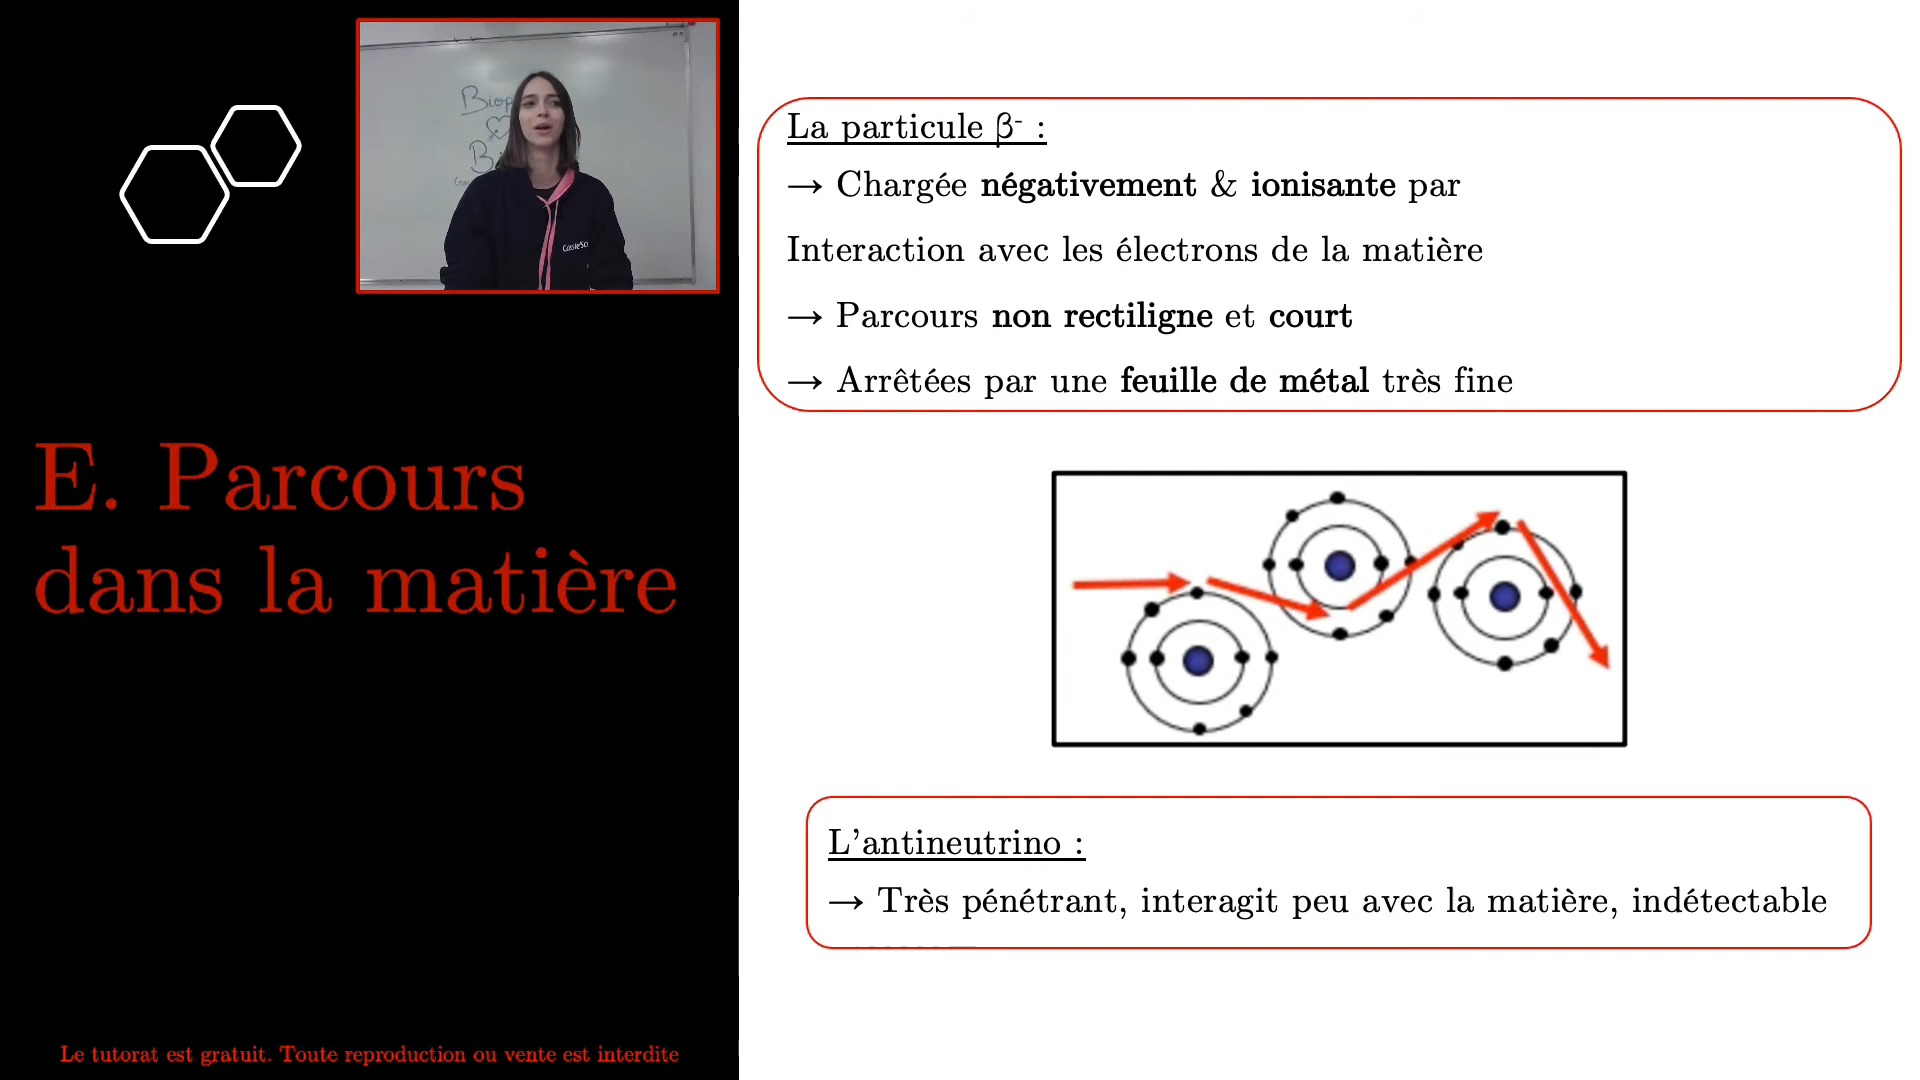 E. Parcours
dans la matière
Le tutorat est gratuit. Toute reproduction ou vente est interdite
La particule β- :
→ Chargée négativement & ionisante par
Interaction avec les électrons de la matière
→ Parcours non rectiligne et court
→ Arrêtées par une feuille de métal très fine
L'antineutrino :
→ Très pénétrant, interagit peu avec la matière, indétectable